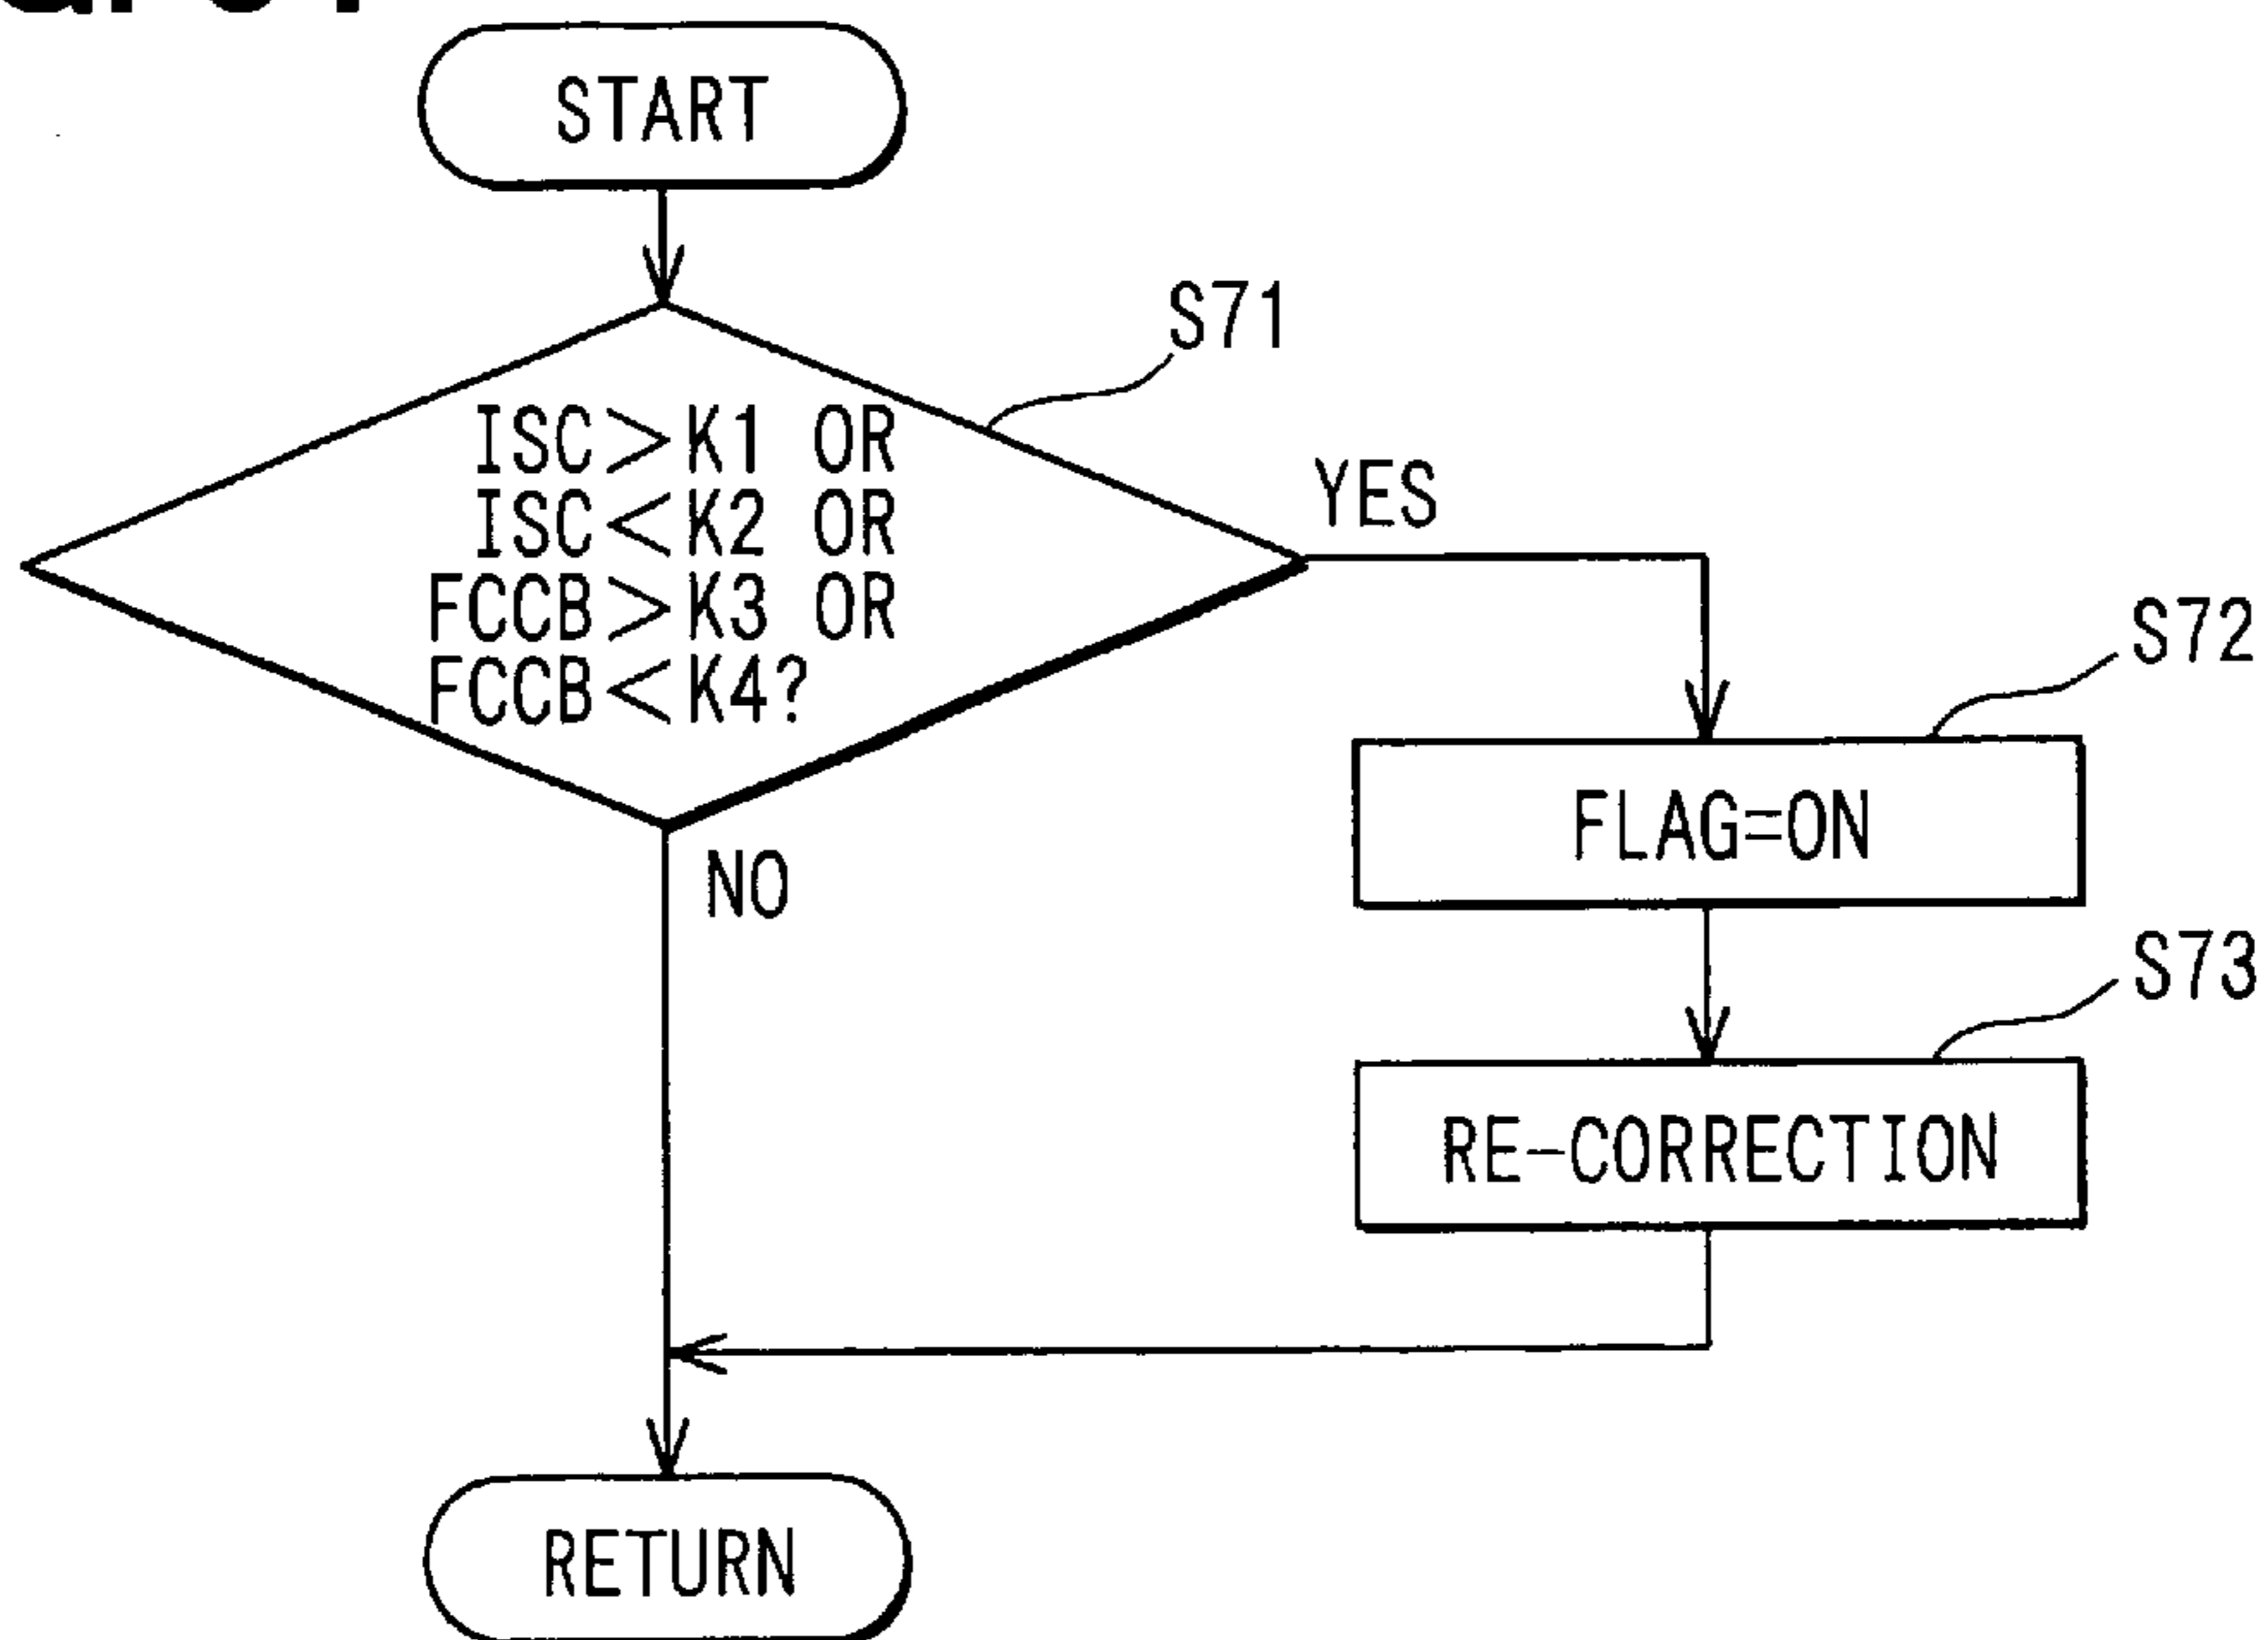 START
S71
ISC>K1 OR
ISC<K2 OR
FCCB>K3 OR
FCCB<K4?
YES
S72
FLAG=ON
NO
S73
RE-CORRECTION
RETURN